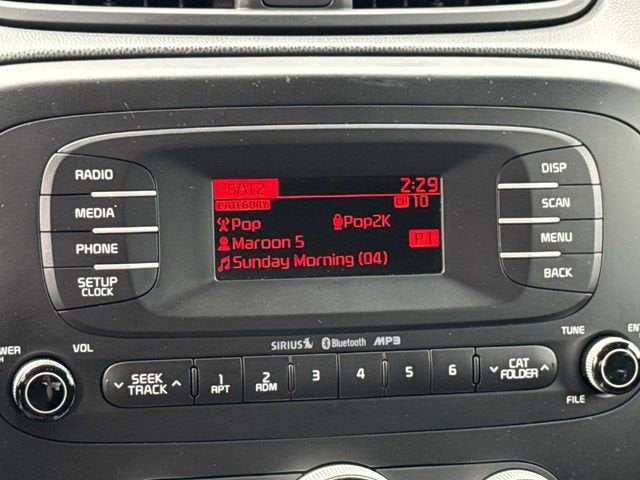 RADIO
MEDIA
PHONE
SETUP
CLOCK
SAT2 2:29
CATEGORY CH 10
Pop Pop2K
Maroon 5 P1
Sunday Morning (04)
DISP
SCAN
MENU
BACK
SIRIUS Bluetooth MP3
VOL
SEEK
TRACK
1
RPT
2
RDM
3
4
5
6
CAT
FOLDER
TUNE
FILE